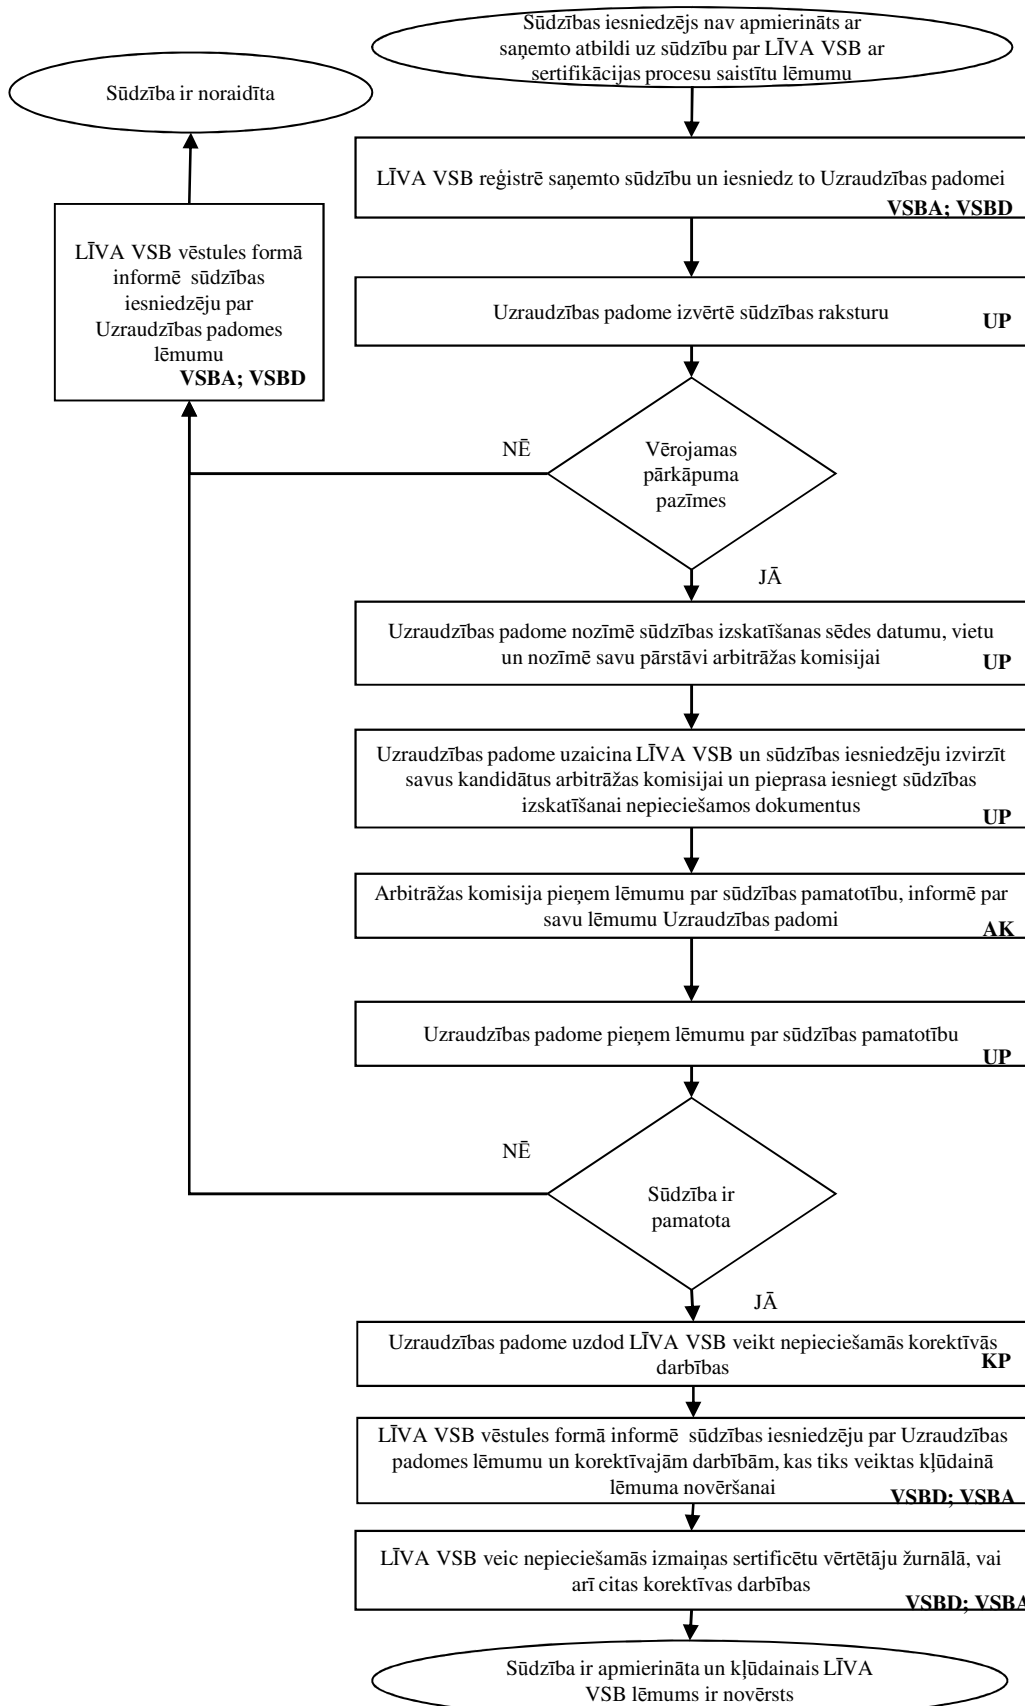 Sūdzības iesniedzējs nav apmierināts ar
saņemto atbildi uz sūdzību par LĪVA VSB ar
sertifikācijas procesu saistītu lēmumu
Sūdzība ir noraidīta
LĪVA VSB reģistrē saņemto sūdzību un iesniedz to Uzraudzības padomei
VSBA; VSBD
LĪVA VSB vēstules formā
informē sūdzības
iesniedzēju par
Uzraudzības padomes
lēmumu
VSBA; VSBD
Uzraudzības padome izvērtē sūdzības raksturu
UP
NĒ
Vērojamas
pārkāpuma
pazīmes
JĀ
Uzraudzības padome nozīmē sūdzības izskatīšanas sēdes datumu, vietu
un nozīmē savu pārstāvi arbitrāžas komisijai
UP
Uzraudzības padome uzaicina LĪVA VSB un sūdzības iesniedzēju izvirzīt
savus kandidātus arbitrāžas komisijai un pieprasa iesniegt sūdzības
izskatīšanai nepieciešamos dokumentus
UP
Arbitrāžas komisija pieņem lēmumu par sūdzības pamatotību, informē par
savu lēmumu Uzraudzības padomi
AK
Uzraudzības padome pieņem lēmumu par sūdzības pamatotību
UP
NĒ
Sūdzība ir
pamatota
JĀ
Uzraudzības padome uzdod LĪVA VSB veikt nepieciešamās korektīvās
darbības
KP
LĪVA VSB vēstules formā informē sūdzības iesniedzēju par Uzraudzības
padomes lēmumu un korektīvajām darbībām, kas tiks veiktas kļūdainā
lēmuma novēršanai
VSBD; VSBA
LĪVA VSB veic nepieciešamās izmaiņas sertificētu vērtētāju žurnālā, vai
arī citas korektīvas darbības
VSBD; VSBA
Sūdzība ir apmierināta un kļūdainais LĪVA
VSB lēmums ir novērsts